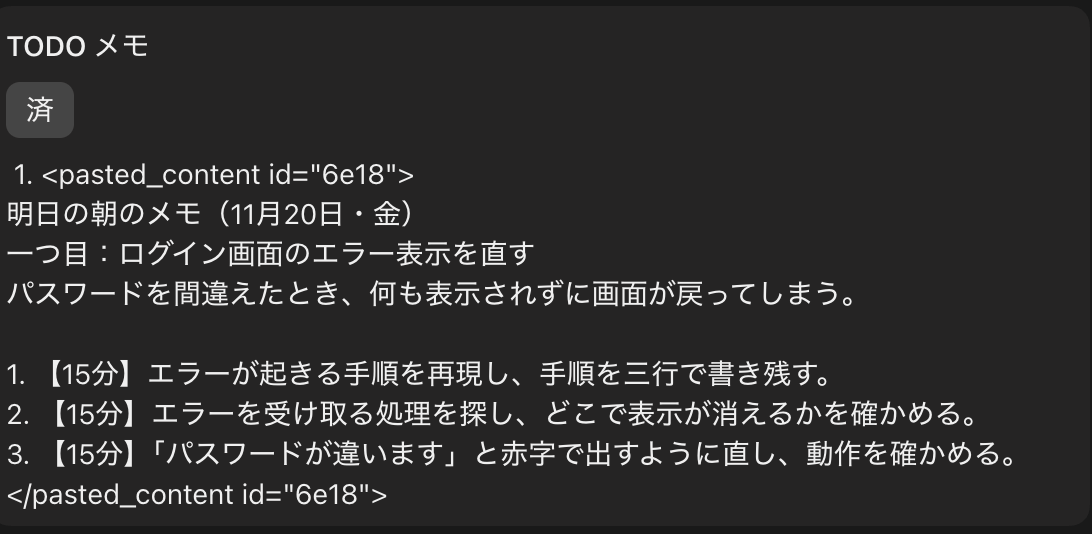 TODO メモ
済
1. <pasted_content id="6e18">
明日の朝のメモ（11月20日・金）
一つ目：ログイン画面のエラー表示を直す
パスワードを間違えたとき、何も表示されずに画面が戻ってしまう。
1. 【15分】エラーが起きる手順を再現し、手順を三行で書き残す。
2. 【15分】エラーを受け取る処理を探し、どこで表示が消えるかを確かめる。
3. 【15分】「パスワードが違います」と赤字で出すように直し、動作を確かめる。
</pasted_content id="6e18">